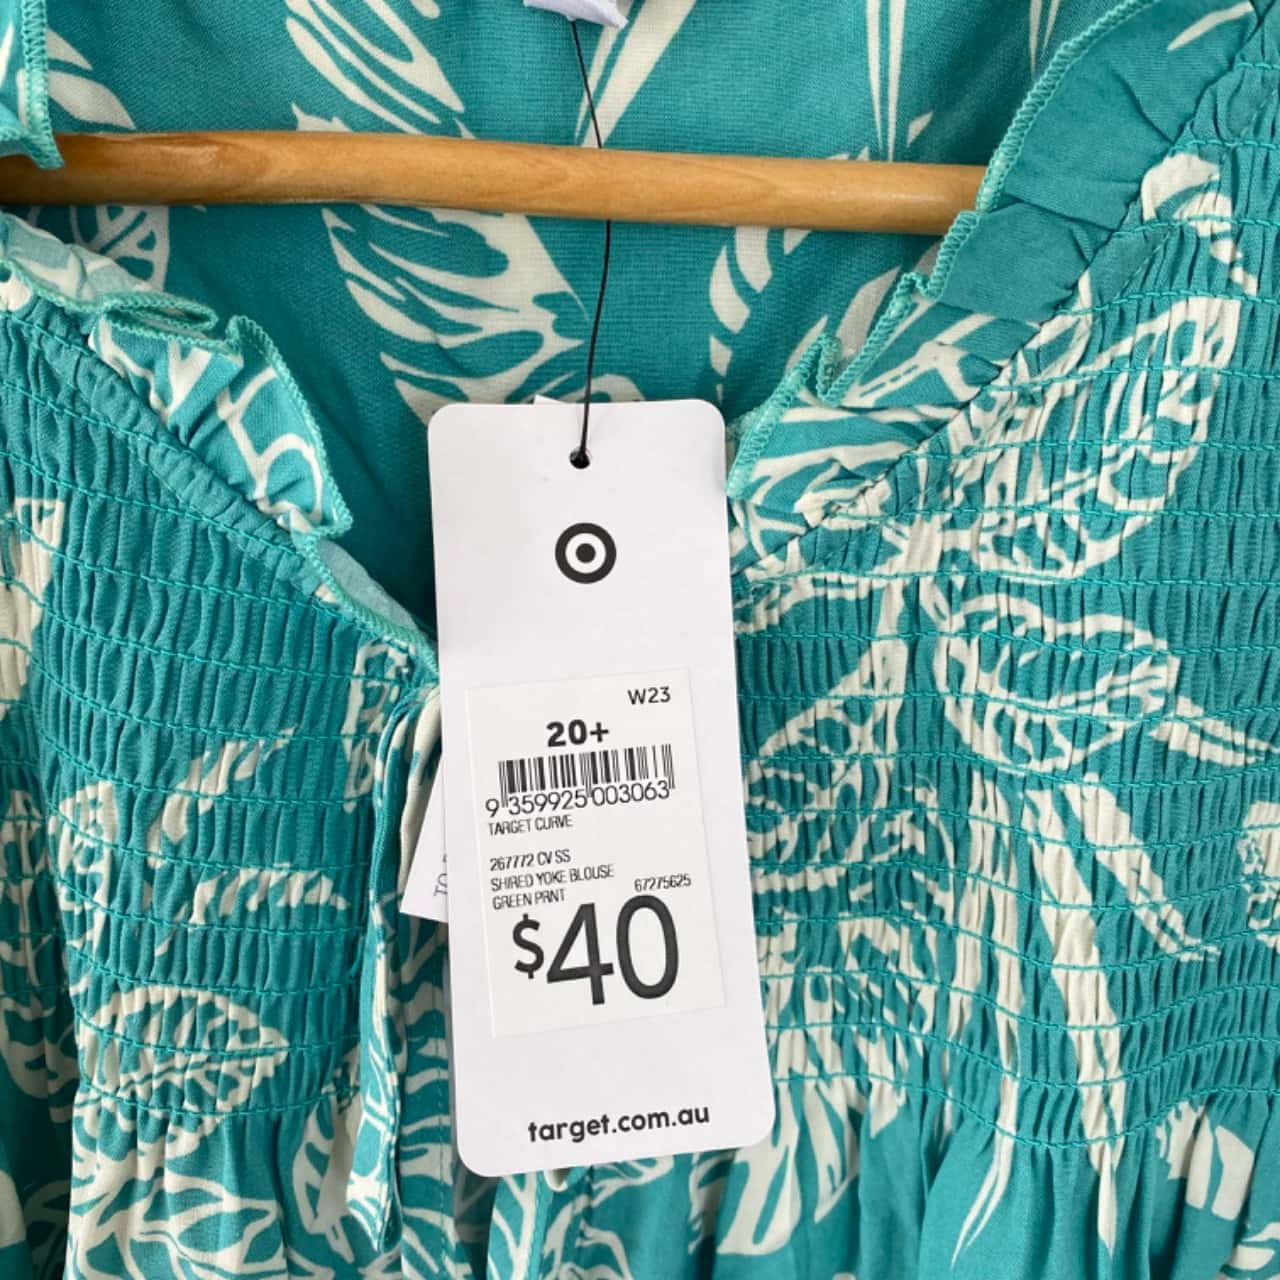 W23
20+
9 359925 003063
TARGET CURVE
267772 CV SS
SHIRED YOKE BLOUSE
GREEN PRNT 67275625
$40
target.com.au